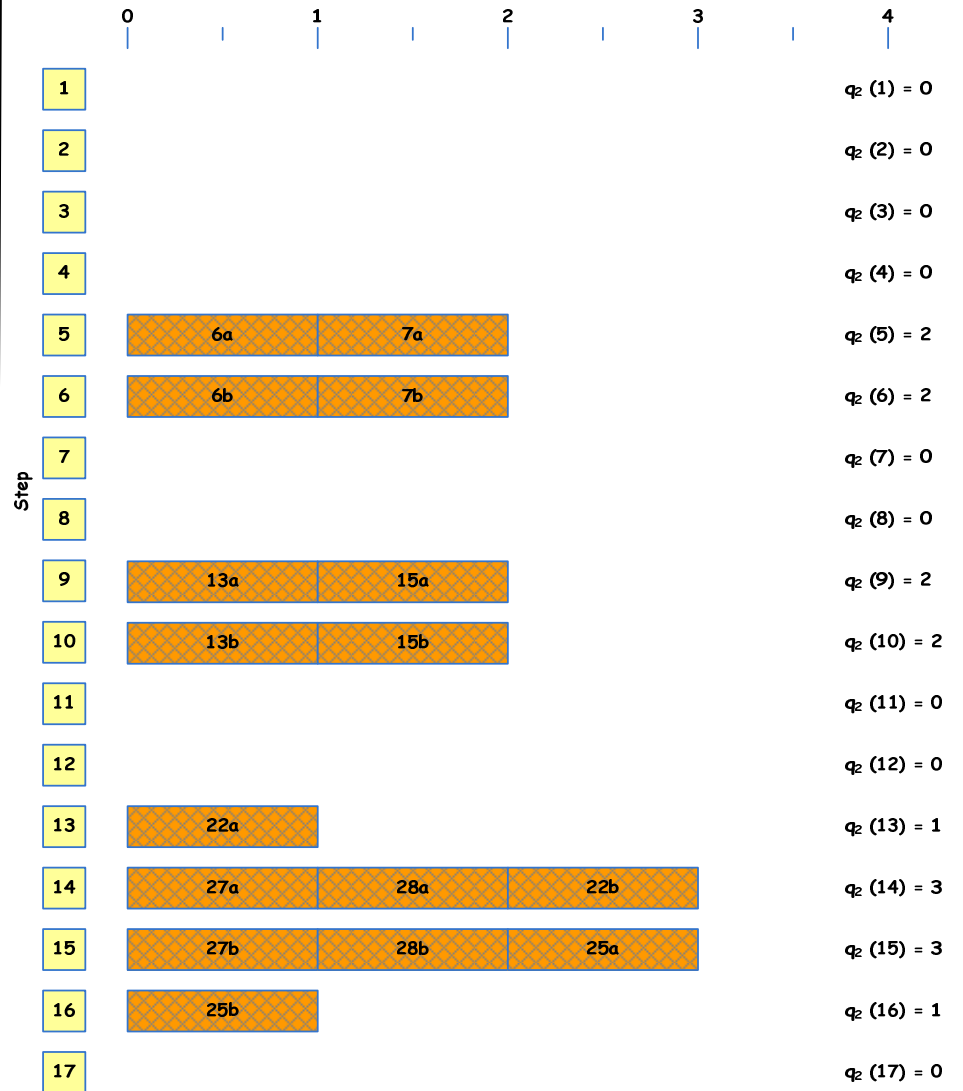 0 1 2 3 4
Step
1 q₂ (1) = 0
2 q₂ (2) = 0
3 q₂ (3) = 0
4 q₂ (4) = 0
5 6a 7a q₂ (5) = 2
6 6b 7b q₂ (6) = 2
7 q₂ (7) = 0
8 q₂ (8) = 0
9 13a 15a q₂ (9) = 2
10 13b 15b q₂ (10) = 2
11 q₂ (11) = 0
12 q₂ (12) = 0
13 22a q₂ (13) = 1
14 27a 28a 22b q₂ (14) = 3
15 27b 28b 25a q₂ (15) = 3
16 25b q₂ (16) = 1
17 q₂ (17) = 0